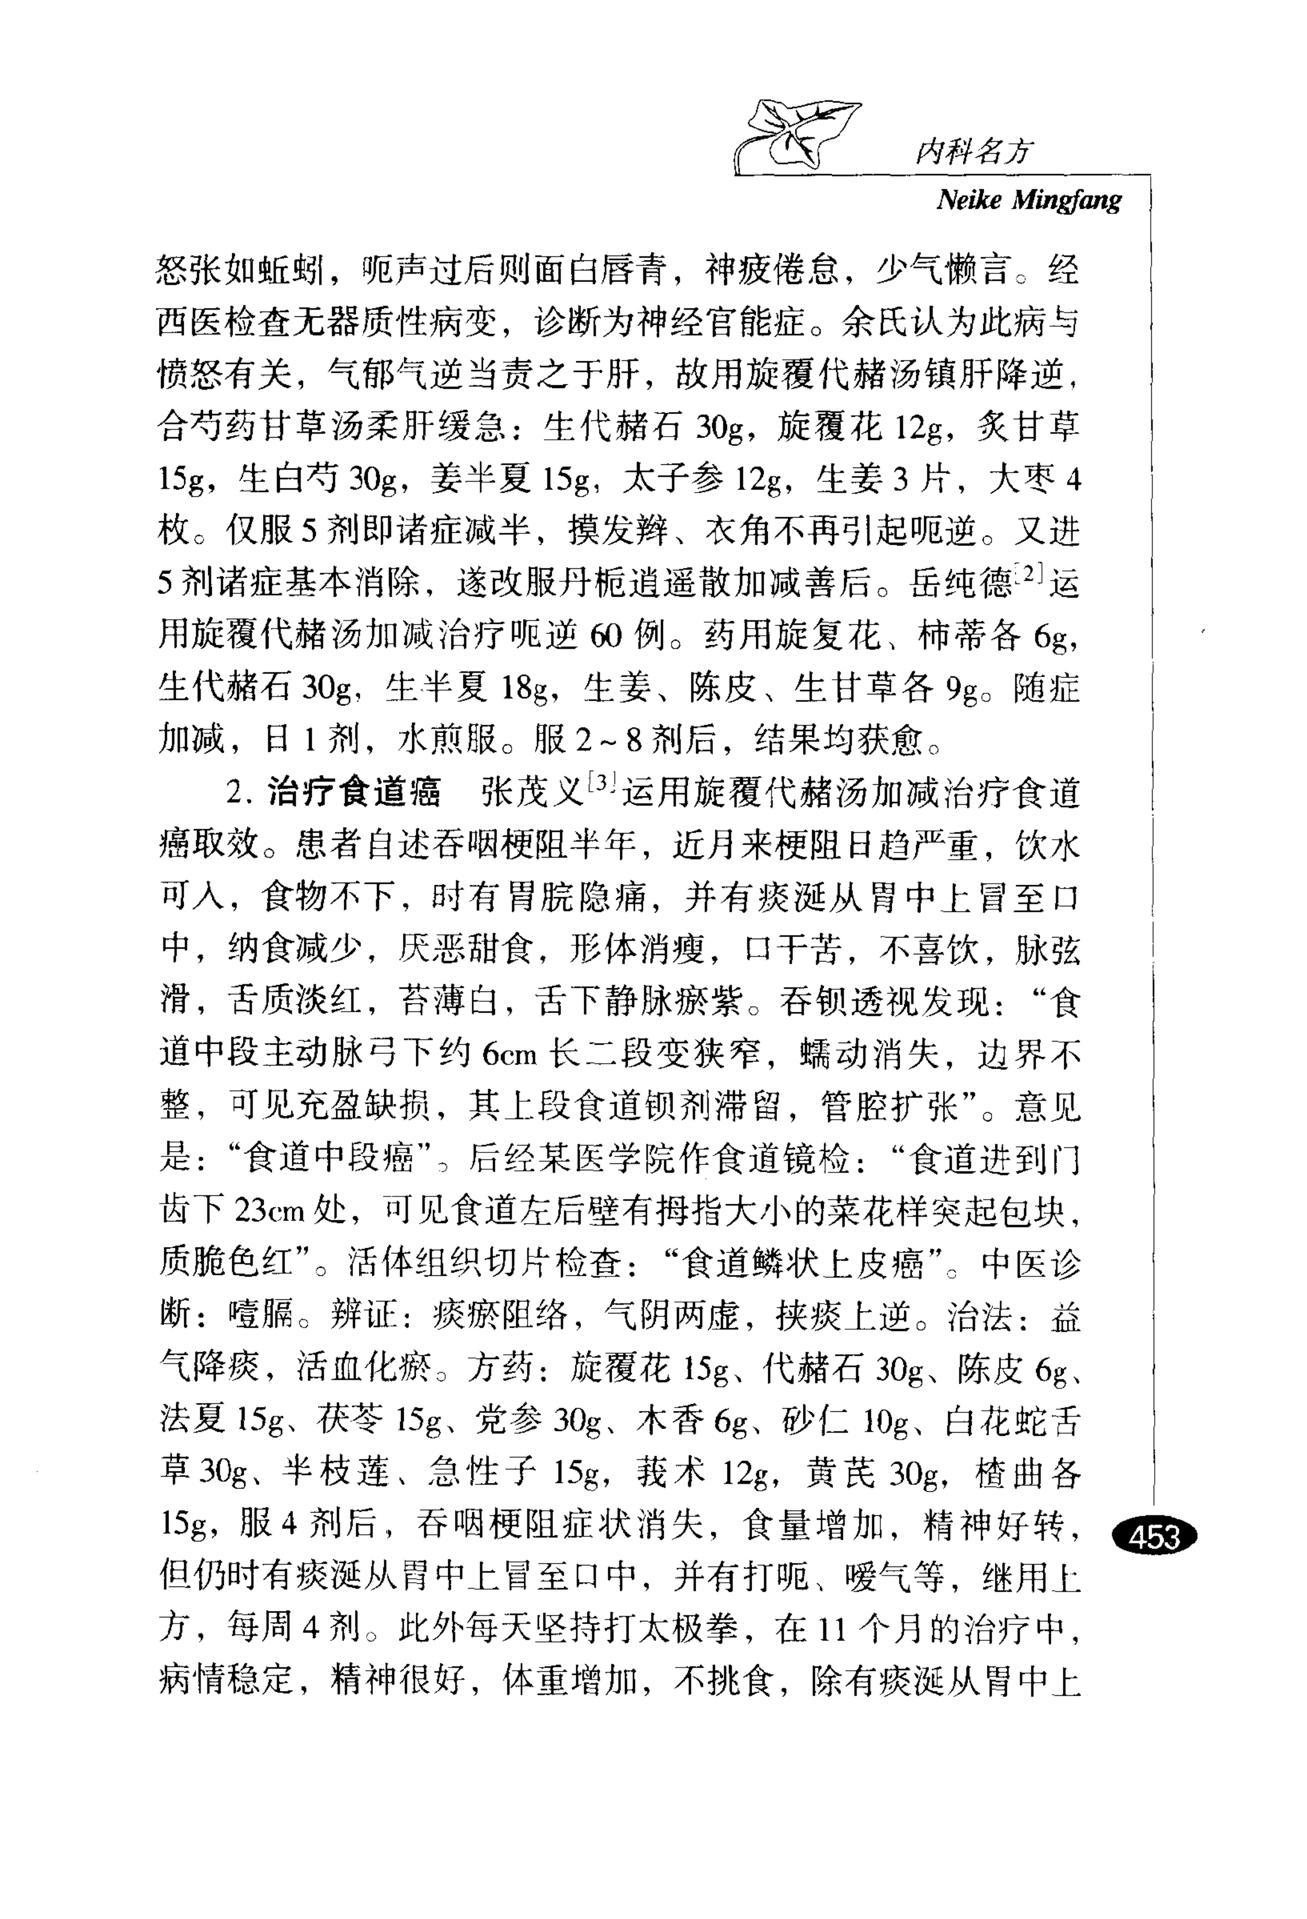 内科名方
Neike Mingfang
怒张如蚯蚓，呃声过后则面白唇青，神疲倦怠，少气懒言。经
西医检查无器质性病变，诊断为神经官能症。余氏认为此病与
愤怒有关，气郁气逆当责之于肝，故用旋覆代赭汤镇肝降逆，
合芍药甘草汤柔肝缓急：生代赭石 30g，旋覆花 12g，炙甘草
15g，生白芍 30g，姜半夏 15g，太子参 12g，生姜 3 片，大枣 4
枚。仅服 5 剂即诸症减半，摸发辫、衣角不再引起呃逆。又进
5 剂诸症基本消除，遂改服丹栀逍遥散加减善后。岳纯德[2]运
用旋覆代赭汤加减治疗呃逆 60 例。药用旋复花、柿蒂各 6g，
生代赭石 30g，生半夏 18g，生姜、陈皮、生甘草各 9g。随症
加减，日 1 剂，水煎服。服 2～8 剂后，结果均获愈。
2. 治疗食道癌　张茂义[3]运用旋覆代赭汤加减治疗食道
癌取效。患者自述吞咽梗阻半年，近月来梗阻日趋严重，饮水
可入，食物不下，时有胃脘隐痛，并有痰涎从胃中上冒至口
中，纳食减少，厌恶甜食，形体消瘦，口干苦，不喜饮，脉弦
滑，舌质淡红，苔薄白，舌下静脉瘀紫。吞钡透视发现：“食
道中段主动脉弓下约 6cm 长二段变狭窄，蠕动消失，边界不
整，可见充盈缺损，其上段食道钡剂滞留，管腔扩张”。意见
是：“食道中段癌”。后经某医学院作食道镜检：“食道进到门
齿下 23cm 处，可见食道左后壁有拇指大小的菜花样突起包块，
质脆色红”。活体组织切片检查：“食道鳞状上皮癌”。中医诊
断：噎膈。辨证：痰瘀阻络，气阴两虚，挟痰上逆。治法：益
气降痰，活血化瘀。方药：旋覆花 15g、代赭石 30g、陈皮 6g、
法夏 15g、茯苓 15g、党参 30g、木香 6g、砂仁 10g、白花蛇舌
草 30g、半枝莲、急性子 15g，莪术 12g，黄芪 30g，楂曲各
15g，服 4 剂后，吞咽梗阻症状消失，食量增加，精神好转，
但仍时有痰涎从胃中上冒至口中，并有打呃、嗳气等，继用上
方，每周 4 剂。此外每天坚持打太极拳，在 11 个月的治疗中，
病情稳定，精神很好，体重增加，不挑食，除有痰涎从胃中上
453